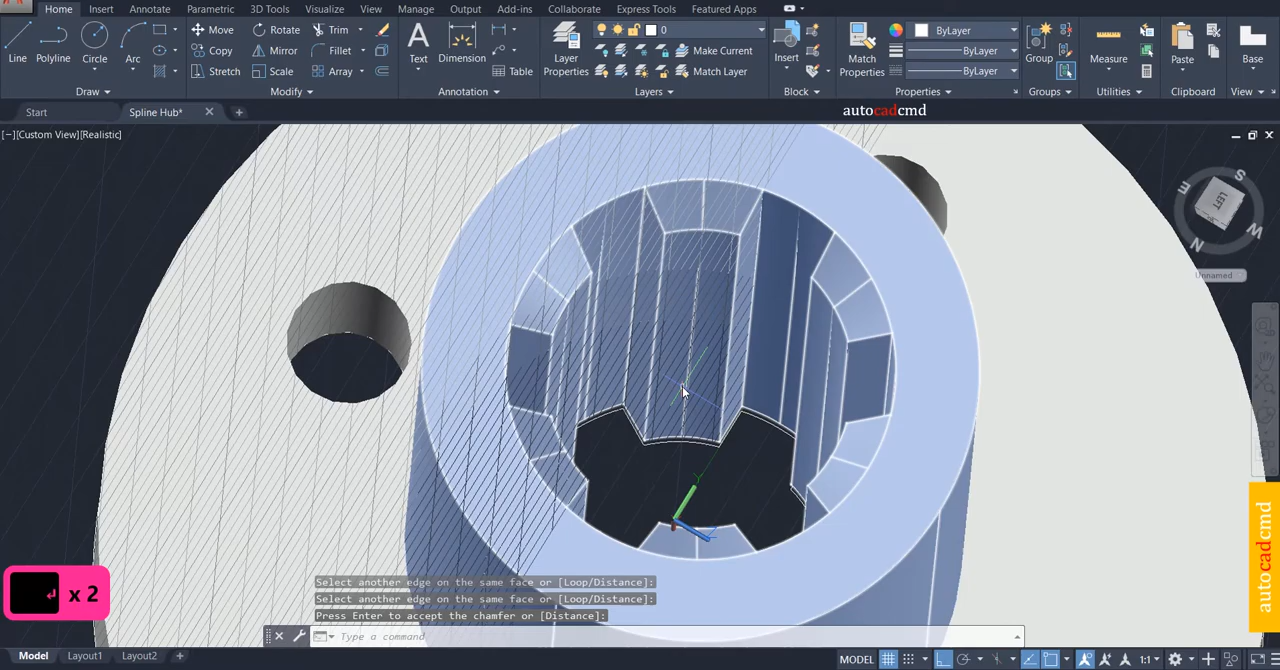 Home Insert Annotate Parametric 3D Tools Visualize View Manage Output Add-ins Collaborate Express Tools Featured Apps
Line Polyline Circle Arc Move Rotate Trim
Copy Mirror Fillet
Stretch Scale Array
Text Dimension Table
Layer Properties 0
Make Current
Match Layer
Insert
Match Properties ByLayer
ByLayer
ByLayer
Group Measure Paste Base
Draw Modify Annotation Layers Block Properties Groups Utilities Clipboard View
Start Spline Hub* autocadcmd
[−][Custom View][Realistic]
S
E
LEFT
W
N
Unnamed
Y
autocadcmd
x 2
Select another edge on the same face or [Loop/Distance]:
Select another edge on the same face or [Loop/Distance]:
Press Enter to accept the chamfer or [Distance]:
Type a command
Model Layout1 Layout2 + MODEL 1:1